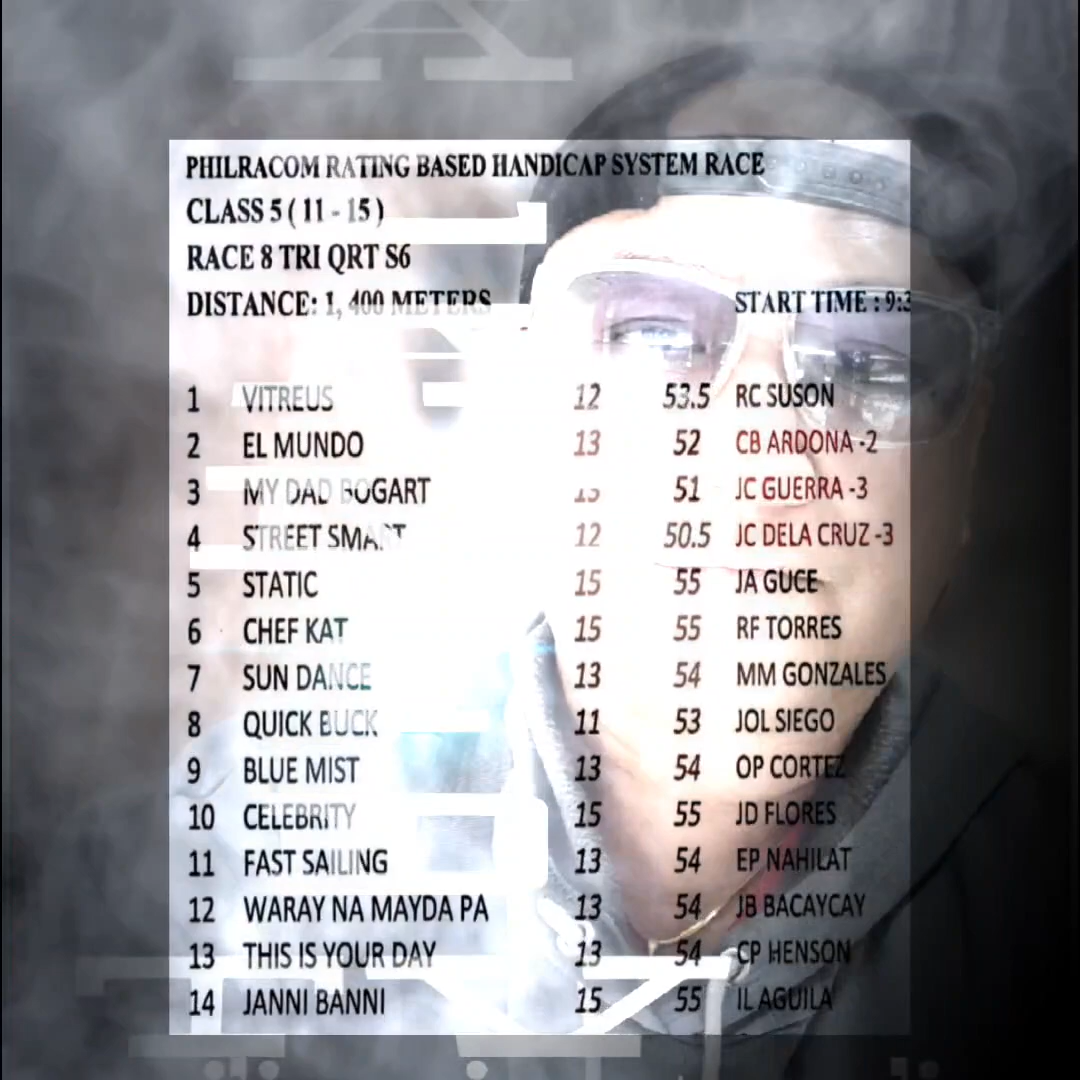 PHILRACOM RATING BASED HANDICAP SYSTEM RACE
CLASS 5 ( 11 - 15 )
RACE 8 TRI QRT S6
DISTANCE: 1, 400 METERS START TIME : 9:3
1 VITREUS 12 53.5 RC SUSON
2 EL MUNDO 13 52 CB ARDONA -2
3 MY DAD BOGART 51 JC GUERRA -3
4 STREET SMART 12 50.5 JC DELA CRUZ -3
5 STATIC 15 55 JA GUCE
6 CHEF KAT 15 55 RF TORRES
7 SUN DANCE 13 54 MM GONZALES
8 QUICK BUCK 11 53 JOL SIEGO
9 BLUE MIST 13 54 OP CORTEZ
10 CELEBRITY 15 55 JD FLORES
11 FAST SAILING 13 54 EP NAHILAT
12 WARAY NA MAYDA PA 13 54 JB BACAYCAY
13 THIS IS YOUR DAY 13 54 CP HENSON
14 JANNI BANNI 15 55 IL AGUILA